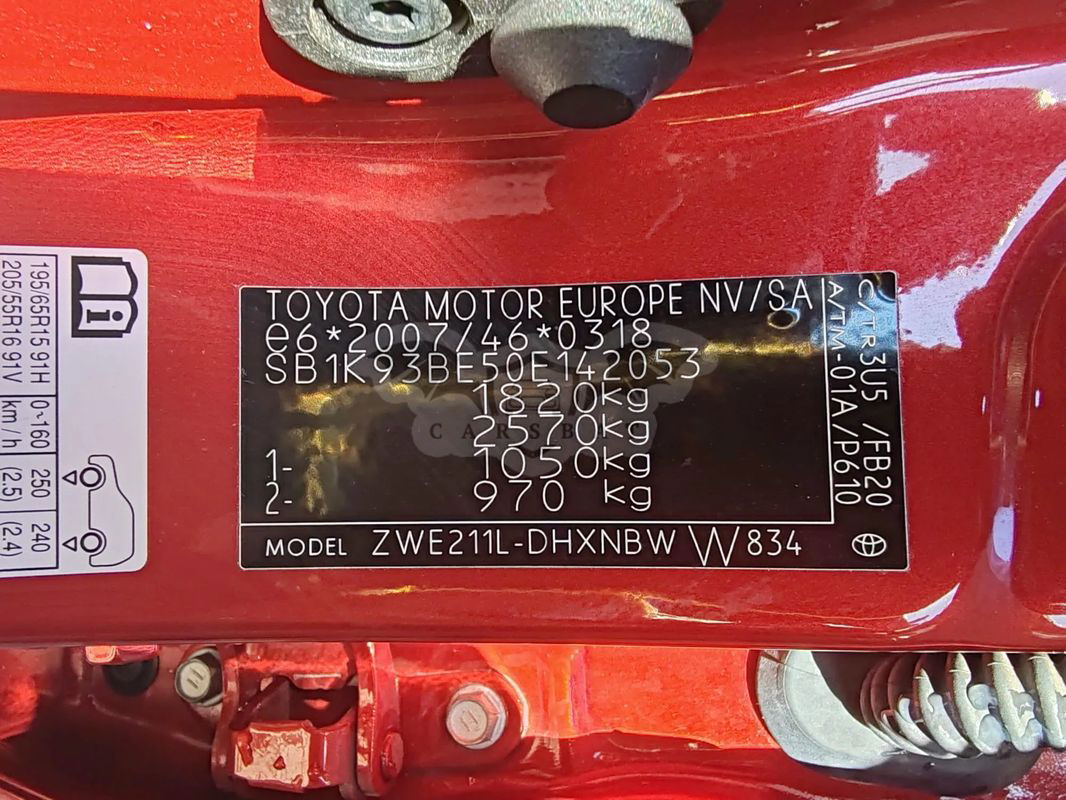 TOYOTA MOTOR EUROPE NV/SA
e6*2007/46*0318
SB1K93BE50E142053
1820kg
2570kg
1- 1050kg
2- 970 kg
MODEL ZWE211L-DHXNBW W834
C/TR3U5 /FB20
A/TM-01A/P610
195/65R15 91H 0~160 250 240
205/55R16 91V km/h (2.5) (2.4)
i
CARSBY